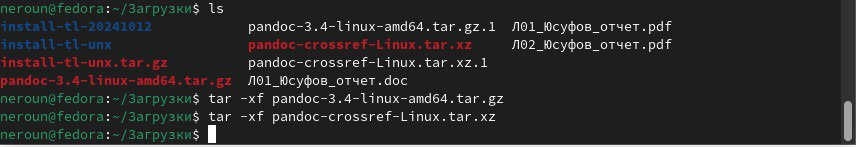 neroun@fedora:~/Загрузки$ ls
install-tl-20241012 pandoc-3.4-linux-amd64.tar.gz.1 Л01_Юсуфов_отчет.pdf
install-tl-unx pandoc-crossref-Linux.tar.xz Л02_Юсуфов_отчет.pdf
install-tl-unx.tar.gz pandoc-crossref-Linux.tar.xz.1
pandoc-3.4-linux-amd64.tar.gz Л01_Юсуфов_отчет.doc
neroun@fedora:~/Загрузки$ tar -xf pandoc-3.4-linux-amd64.tar.gz
neroun@fedora:~/Загрузки$ tar -xf pandoc-crossref-Linux.tar.xz
neroun@fedora:~/Загрузки$